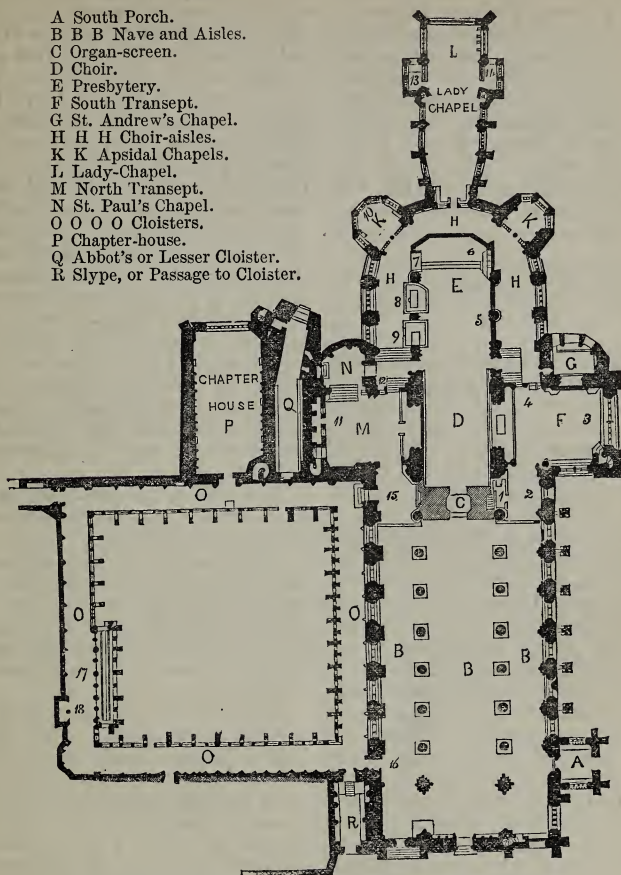 A South Porch.
B B B Nave and Aisles.
C Organ-screen.
D Choir.
E Presbytery.
F South Transept.
G St. Andrew's Chapel.
H H H Choir-aisles.
K K Apsidal Chapels.
L Lady-Chapel.
M North Transept.
N St. Paul's Chapel.
O O O O Cloisters.
P Chapter-house.
Q Abbot's or Lesser Cloister.
R Slype, or Passage to Cloister.
L
13
LADY
CHAPEL
10
K
H
K
7
6
H
E
H
8
5
9
N
G
CHAPTER
HOUSE
P
Q
12
4
11
M
D
F
3
O
15
C
1
2
O
O
B
B
B
17
18
O
16
A
R